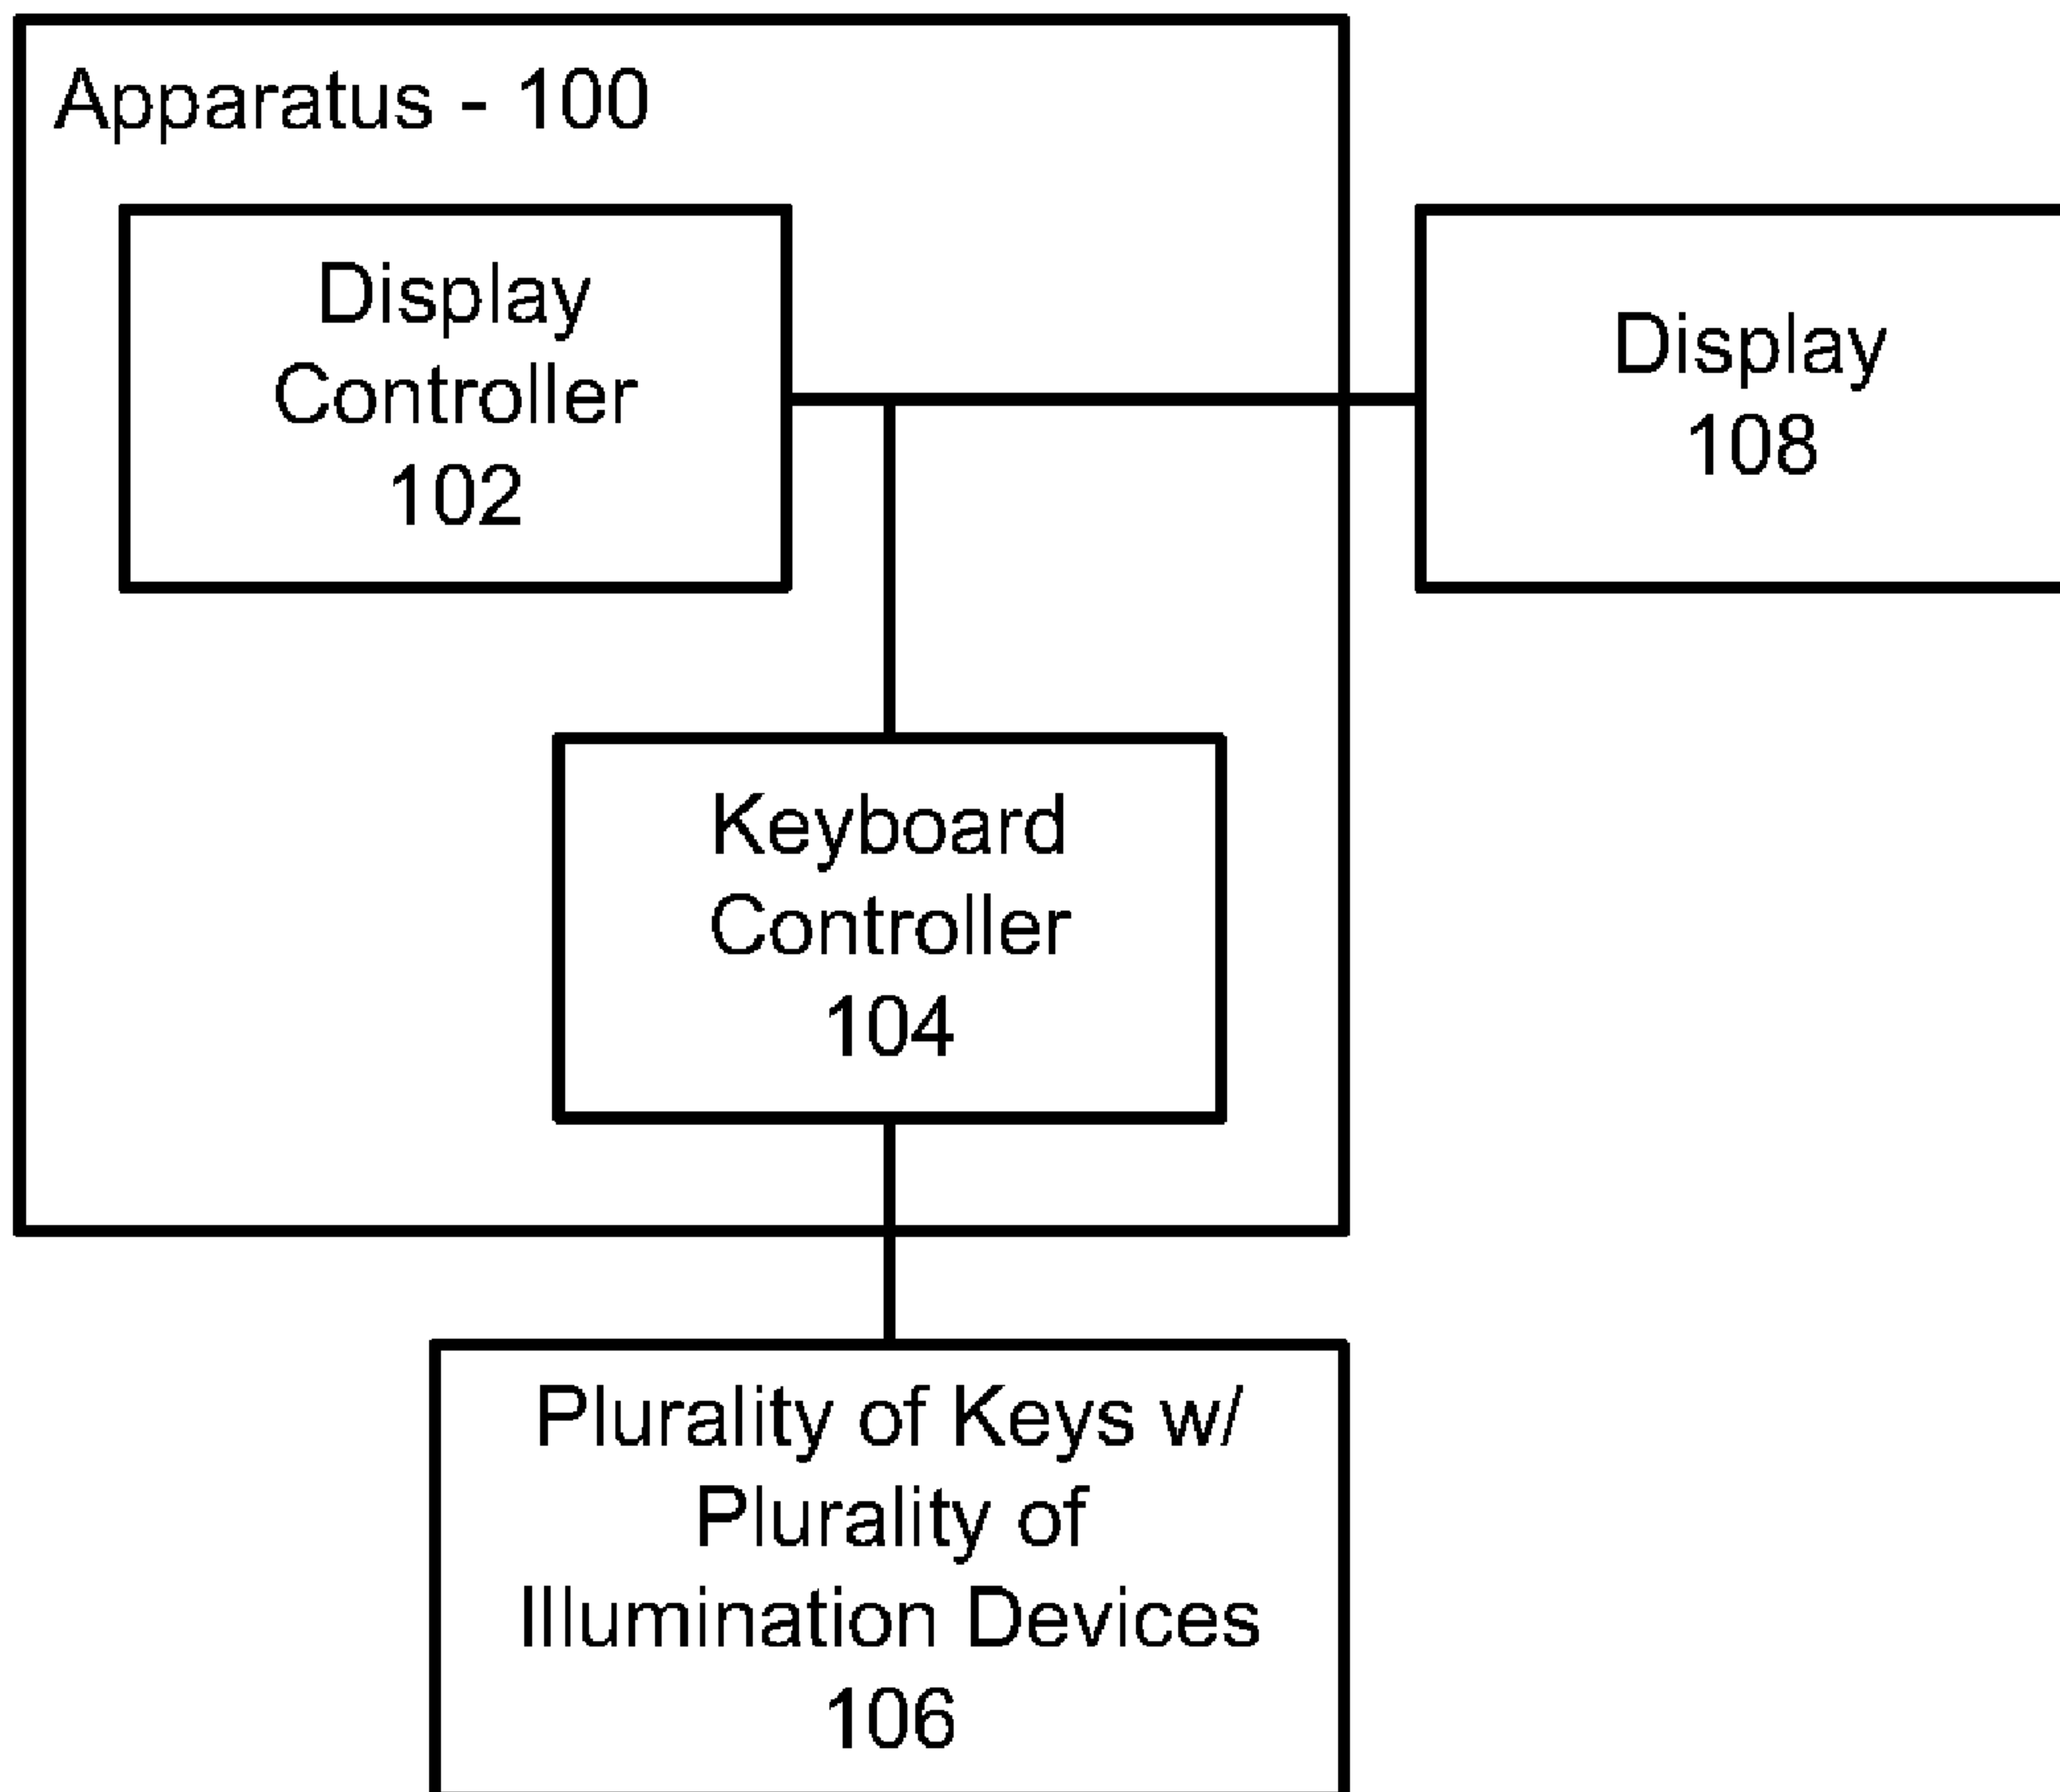 Apparatus - 100
Display
Controller
102
Display
108
Keyboard
Controller
104
Plurality of Keys w/
Plurality of
Illumination Devices
106